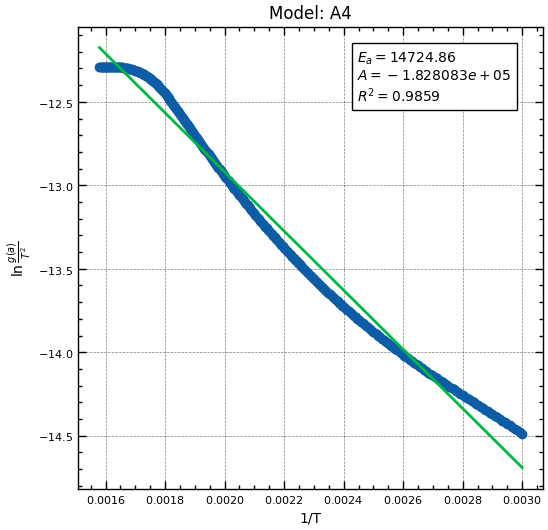 Model: A4
E_a = 14724.86
A = −1.828083e + 05
R² = 0.9859
ln g(a)/T²
−12.5
−13.0
−13.5
−14.0
−14.5
0.0016 0.0018 0.0020 0.0022 0.0024 0.0026 0.0028 0.0030
1/T